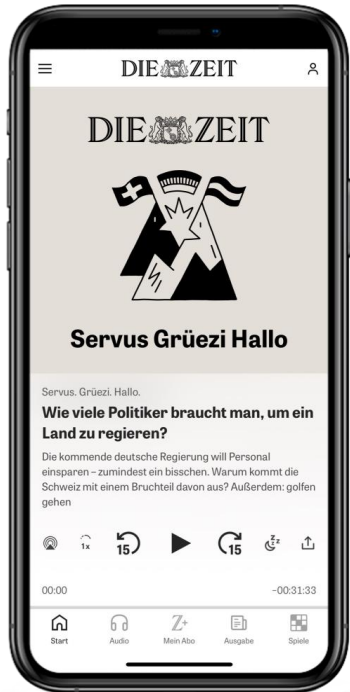 DIE ZEIT
DIE ZEIT
Servus Grüezi Hallo
Servus. Grüezi. Hallo.
Wie viele Politiker braucht man, um ein
Land zu regieren?
Die kommende deutsche Regierung will Personal
einsparen – zumindest ein bisschen. Warum kommt die
Schweiz mit einem Bruchteil davon aus? Außerdem: golfen
gehen
1x
15
15
zzz
00:00
-00:31:33
Z+
Start
Audio
Mein Abo
Ausgabe
Spiele